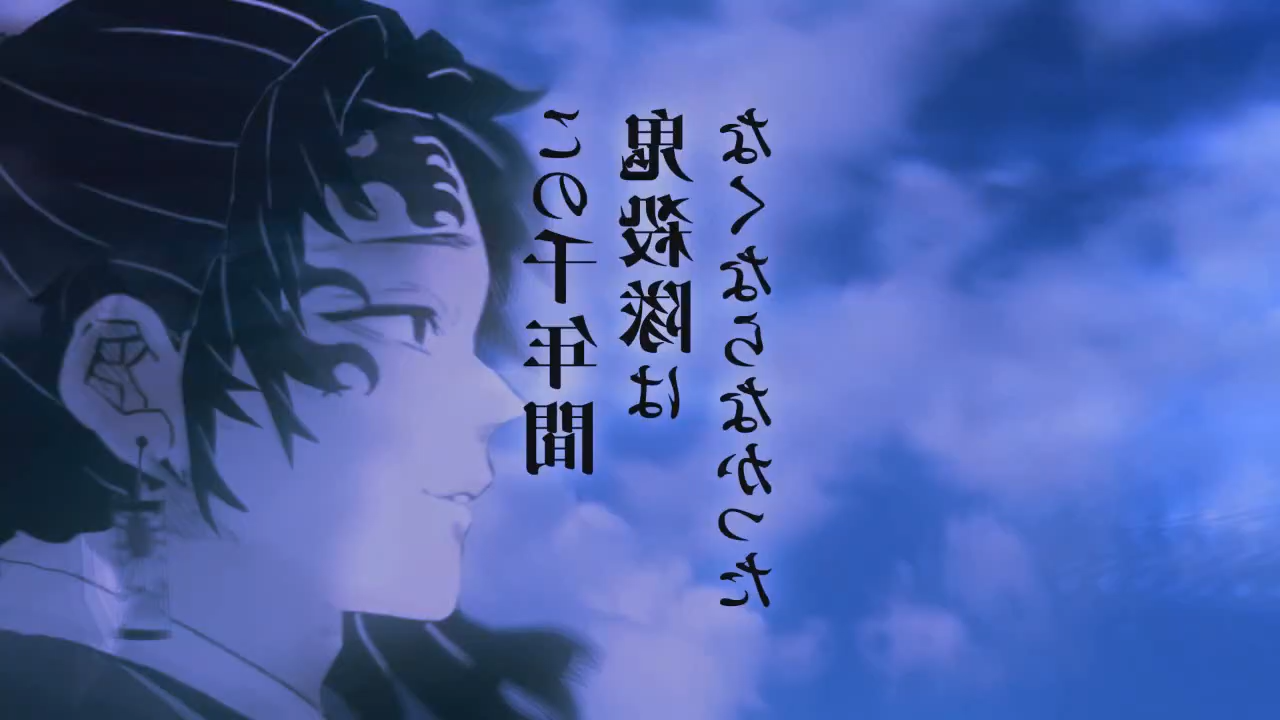 この千年間
鬼殺隊は
なくならなかった